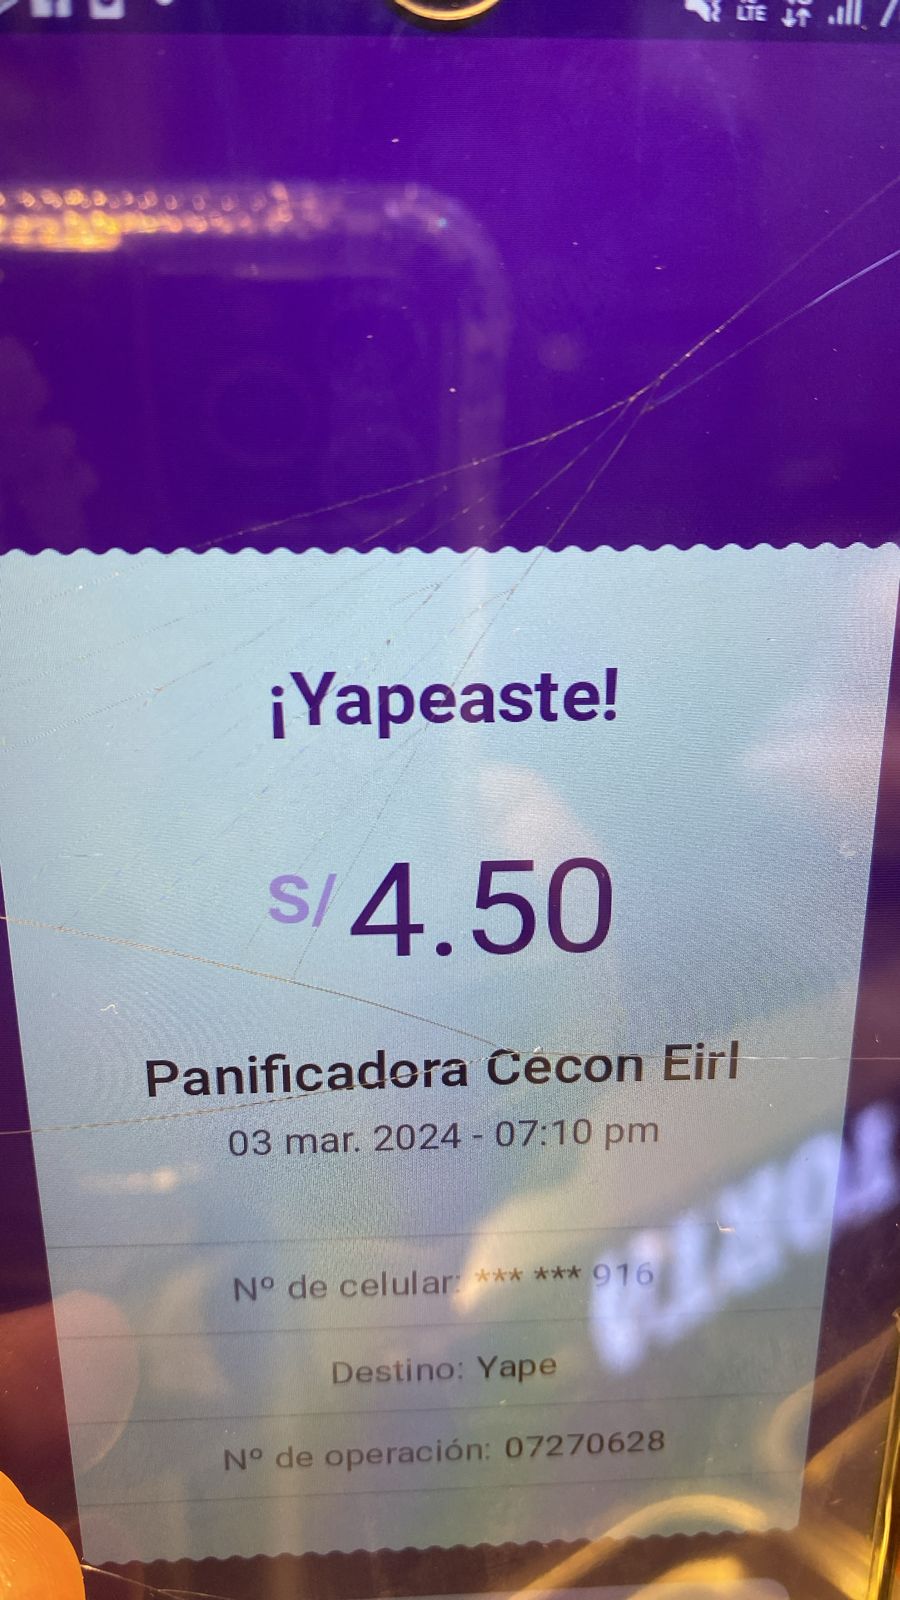 LTE
¡Yapeaste!
S/ 4.50
Panificadora Cecon Eirl
03 mar. 2024 - 07:10 pm
Nº de celular: *** *** 916
Destino: Yape
Nº de operación: 07270628